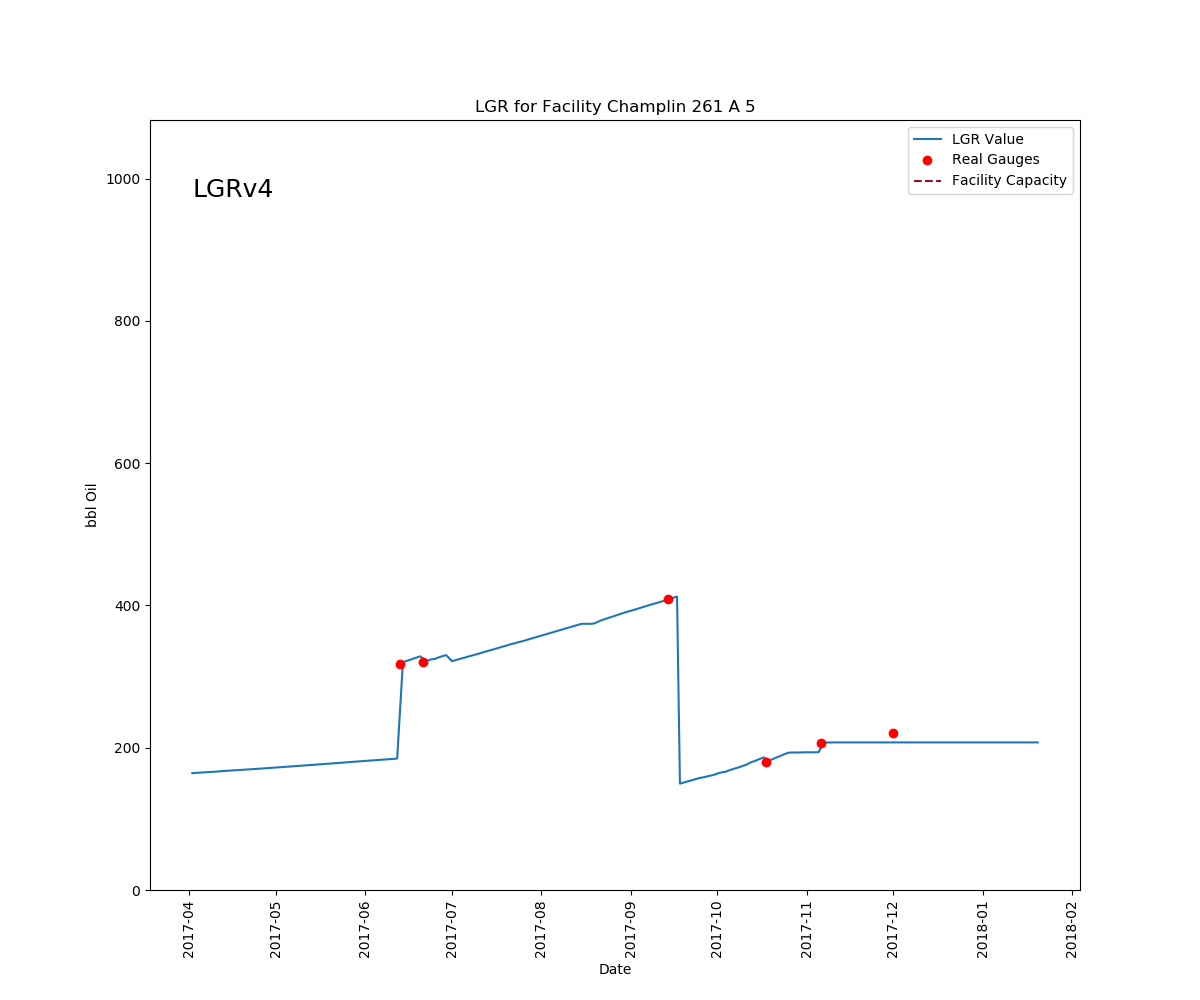 LGR for Facility Champlin 261 A 5
LGRv4
LGR Value
Real Gauges
Facility Capacity
1000
800
600
400
200
0
bbl Oil
2017-04
2017-05
2017-06
2017-07
2017-08
2017-09
2017-10
2017-11
2017-12
2018-01
2018-02
Date